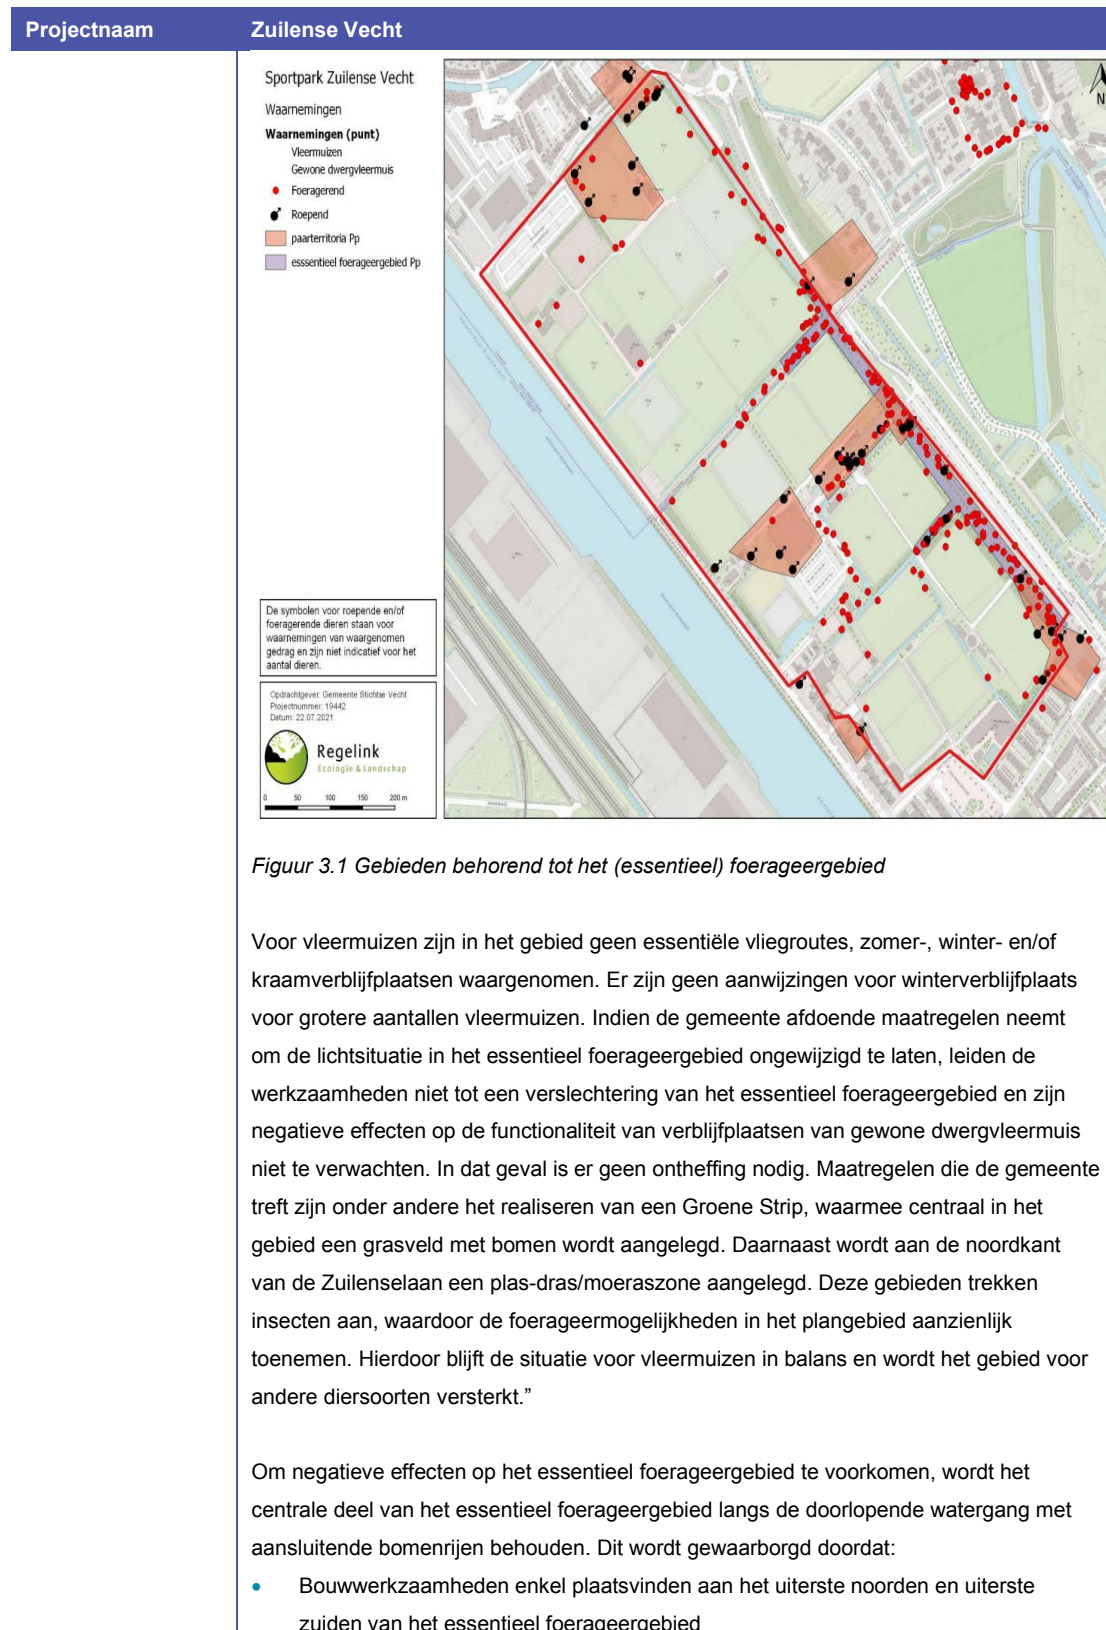 Projectnaam
Zuilense Vecht
Sportpark Zuilense Vecht
Waarnemingen
Waarnemingen (punt)
Vleermuizen
Gewone dwergvleermuis
Foeragerend
Roepend
paarterritoria Pp
esssentieel foerageergebied Pp
N
De symbolen voor roepende en/of
foeragerende dieren staan voor
waarnemingen van waargenomen
gedrag en zijn niet indicatief voor het
aantal dieren.
Opdrachtgever: Gemeente Stichtse Vecht
Projectnummer: 19442
Datum: 22.07.2021
Regelink
Ecologie & Landschap
0 50 100 150 200 m
Figuur 3.1 Gebieden behorend tot het (essentieel) foerageergebied
Voor vleermuizen zijn in het gebied geen essentiële vliegroutes, zomer-, winter- en/of
kraamverblijfplaatsen waargenomen. Er zijn geen aanwijzingen voor winterverblijfplaats
voor grotere aantallen vleermuizen. Indien de gemeente afdoende maatregelen neemt
om de lichtsituatie in het essentieel foerageergebied ongewijzigd te laten, leiden de
werkzaamheden niet tot een verslechtering van het essentieel foerageergebied en zijn
negatieve effecten op de functionaliteit van verblijfplaatsen van gewone dwergvleermuis
niet te verwachten. In dat geval is er geen ontheffing nodig. Maatregelen die de gemeente
treft zijn onder andere het realiseren van een Groene Strip, waarmee centraal in het
gebied een grasveld met bomen wordt aangelegd. Daarnaast wordt aan de noordkant
van de Zuilenselaan een plas-dras/moeraszone aangelegd. Deze gebieden trekken
insecten aan, waardoor de foerageermogelijkheden in het plangebied aanzienlijk
toenemen. Hierdoor blijft de situatie voor vleermuizen in balans en wordt het gebied voor
andere diersoorten versterkt.”
Om negatieve effecten op het essentieel foerageergebied te voorkomen, wordt het
centrale deel van het essentieel foerageergebied langs de doorlopende watergang met
aansluitende bomenrijen behouden. Dit wordt gewaarborgd doordat:
• Bouwwerkzaamheden enkel plaatsvinden aan het uiterste noorden en uiterste
zuiden van het essentieel foerageergebied